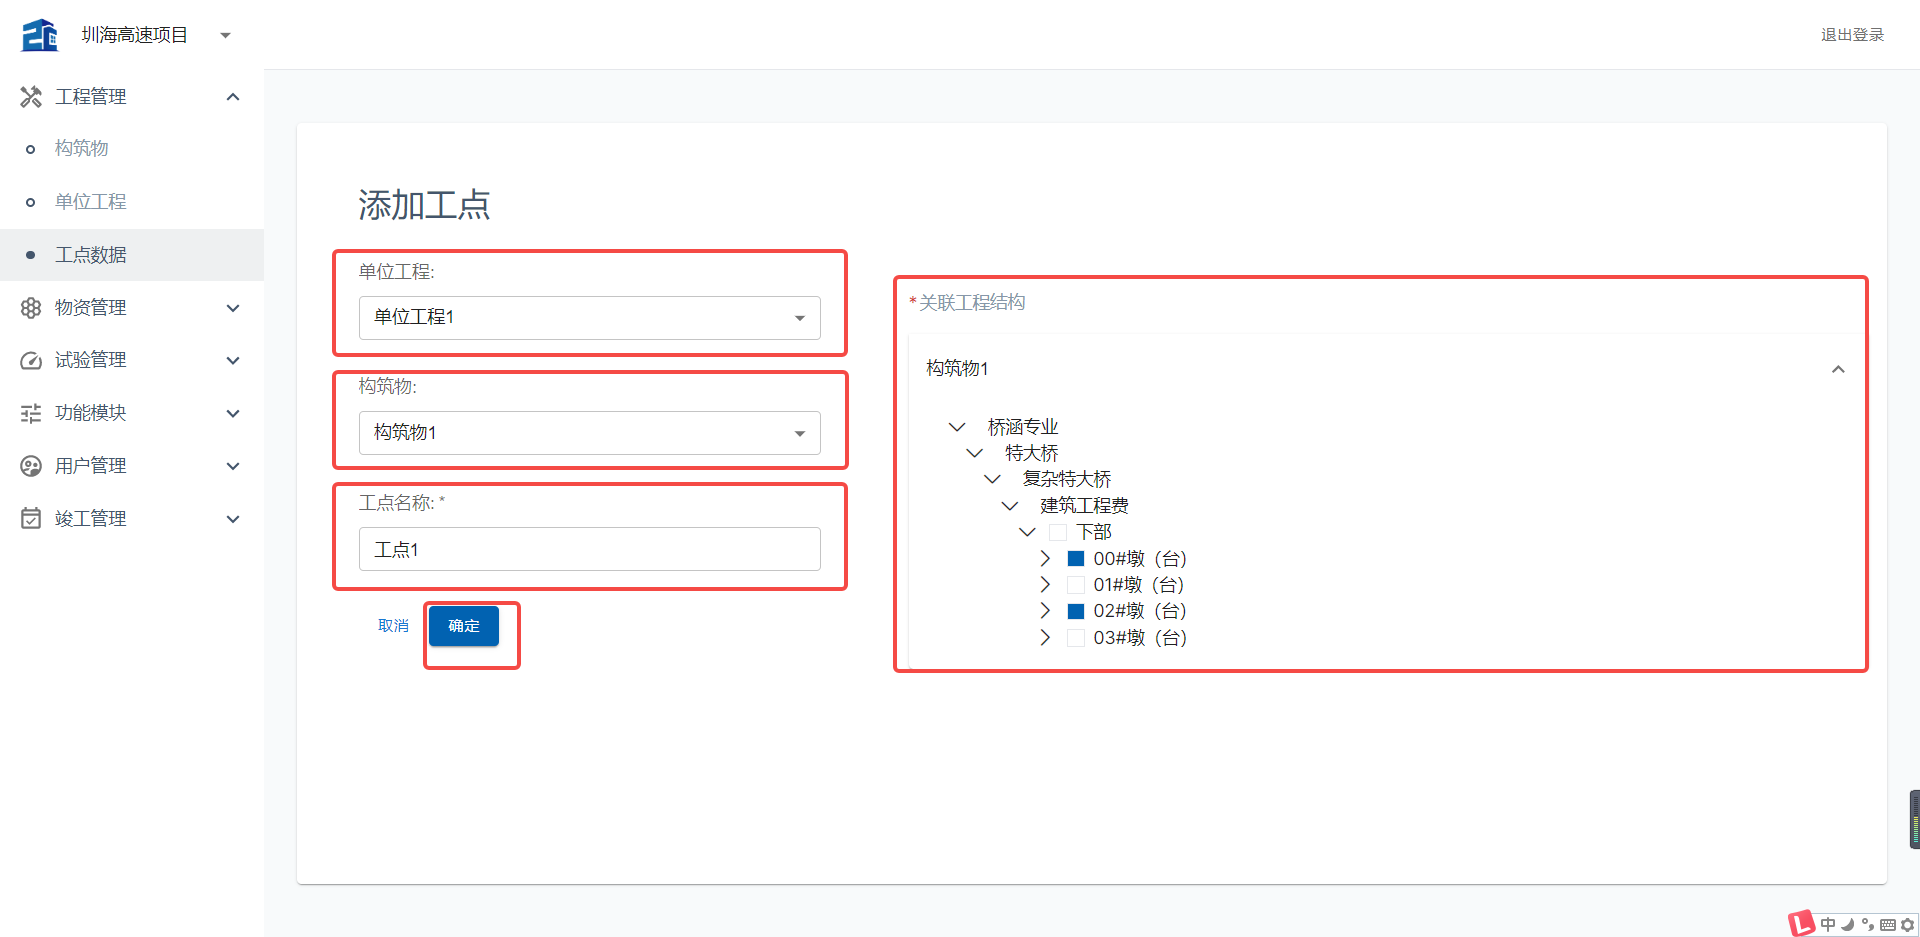 圳海高速项目
退出登录
工程管理
构筑物
单位工程
工点数据
物资管理
试验管理
功能模块
用户管理
竣工管理
添加工点
单位工程:
单位工程1
构筑物:
构筑物1
工点名称: *
工点1
取消
确定
*关联工程结构
构筑物1
桥涵专业
特大桥
复杂特大桥
建筑工程费
下部
00#墩（台）
01#墩（台）
02#墩（台）
03#墩（台）
中